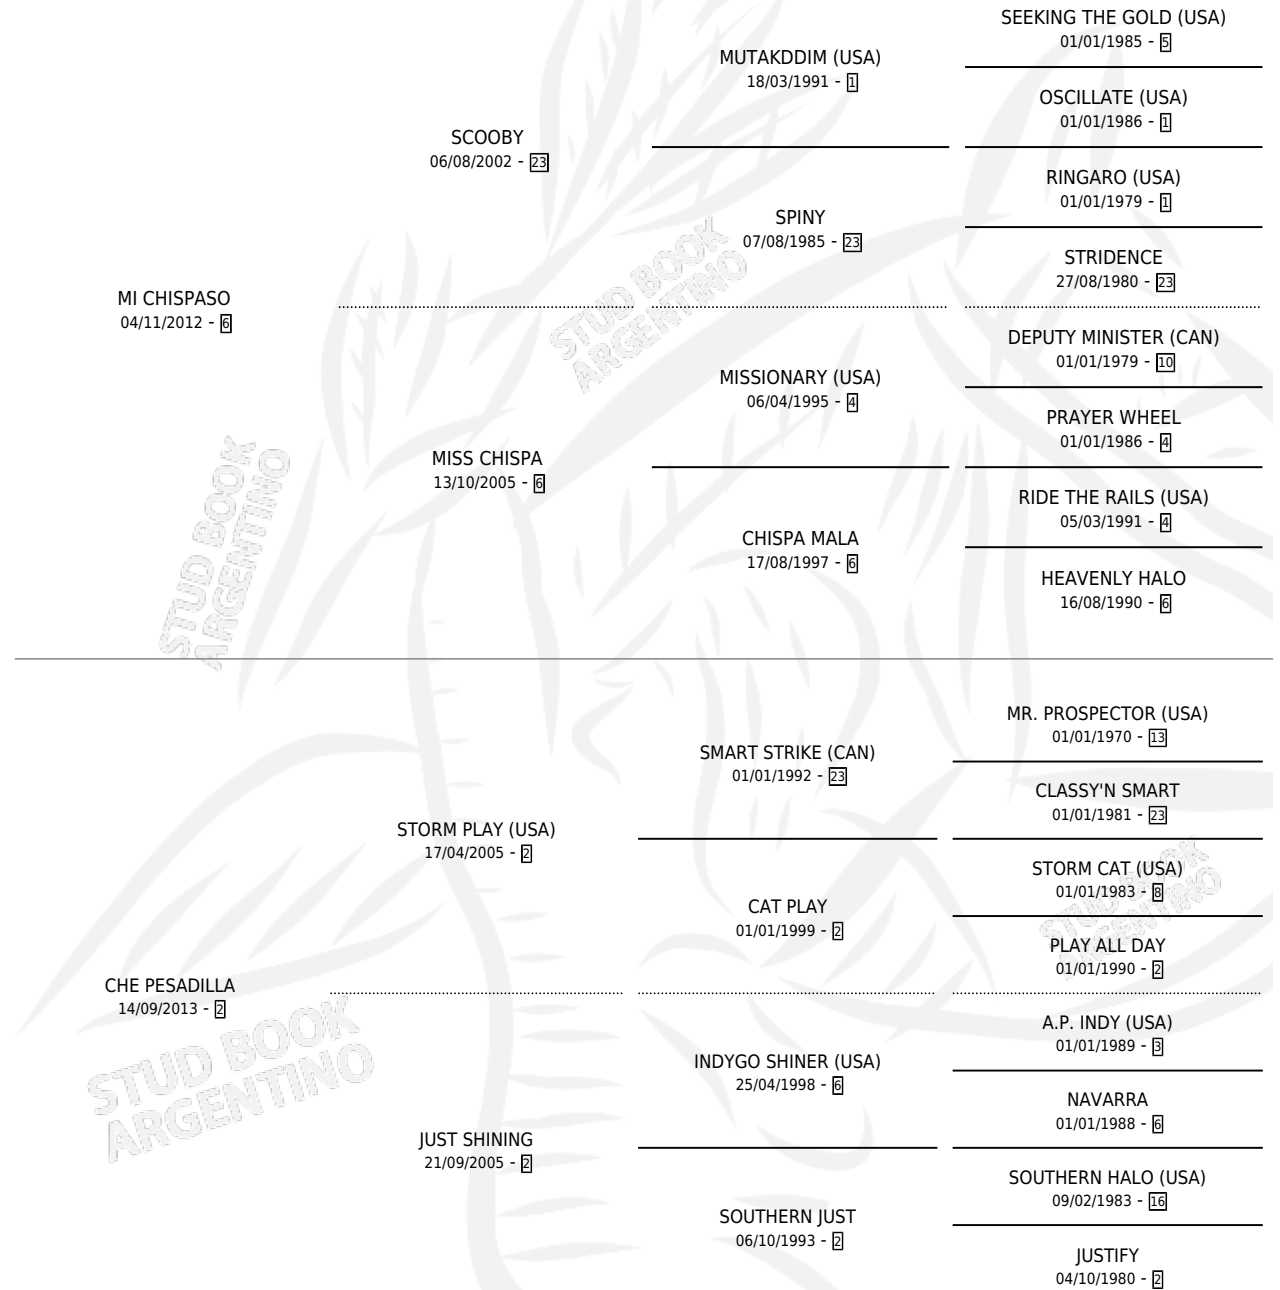 SEEKING THE GOLD (USA)
01/01/1985 - 5
MUTAKDDIM (USA)
18/03/1991 - 1
OSCILLATE (USA)
01/01/1986 - 1
SCOOBY
06/08/2002 - 23
RINGARO (USA)
01/01/1979 - 1
SPINY
07/08/1985 - 23
STRIDENCE
27/08/1980 - 23
MI CHISPASO
04/11/2012 - 6
DEPUTY MINISTER (CAN)
01/01/1979 - 10
MISSIONARY (USA)
06/04/1995 - 4
PRAYER WHEEL
01/01/1986 - 4
MISS CHISPA
13/10/2005 - 6
RIDE THE RAILS (USA)
05/03/1991 - 4
CHISPA MALA
17/08/1997 - 6
HEAVENLY HALO
16/08/1990 - 6
STUD BOOK
ARGENTINO
STUD BOOK
ARGENTINO
MR. PROSPECTOR (USA)
01/01/1970 - 13
SMART STRIKE (CAN)
01/01/1992 - 23
CLASSY'N SMART
01/01/1981 - 23
STORM PLAY (USA)
17/04/2005 - 2
STORM CAT (USA)
01/01/1983 - 8
CAT PLAY
01/01/1999 - 2
PLAY ALL DAY
01/01/1990 - 2
STUD BOOK
ARGENTINO
CHE PESADILLA
14/09/2013 - 2
A.P. INDY (USA)
01/01/1989 - 3
INDYGO SHINER (USA)
25/04/1998 - 6
NAVARRA
01/01/1988 - 6
JUST SHINING
21/09/2005 - 2
SOUTHERN HALO (USA)
09/02/1983 - 16
SOUTHERN JUST
06/10/1993 - 2
JUSTIFY
04/10/1980 - 2
STUD BOOK
ARGENTINO